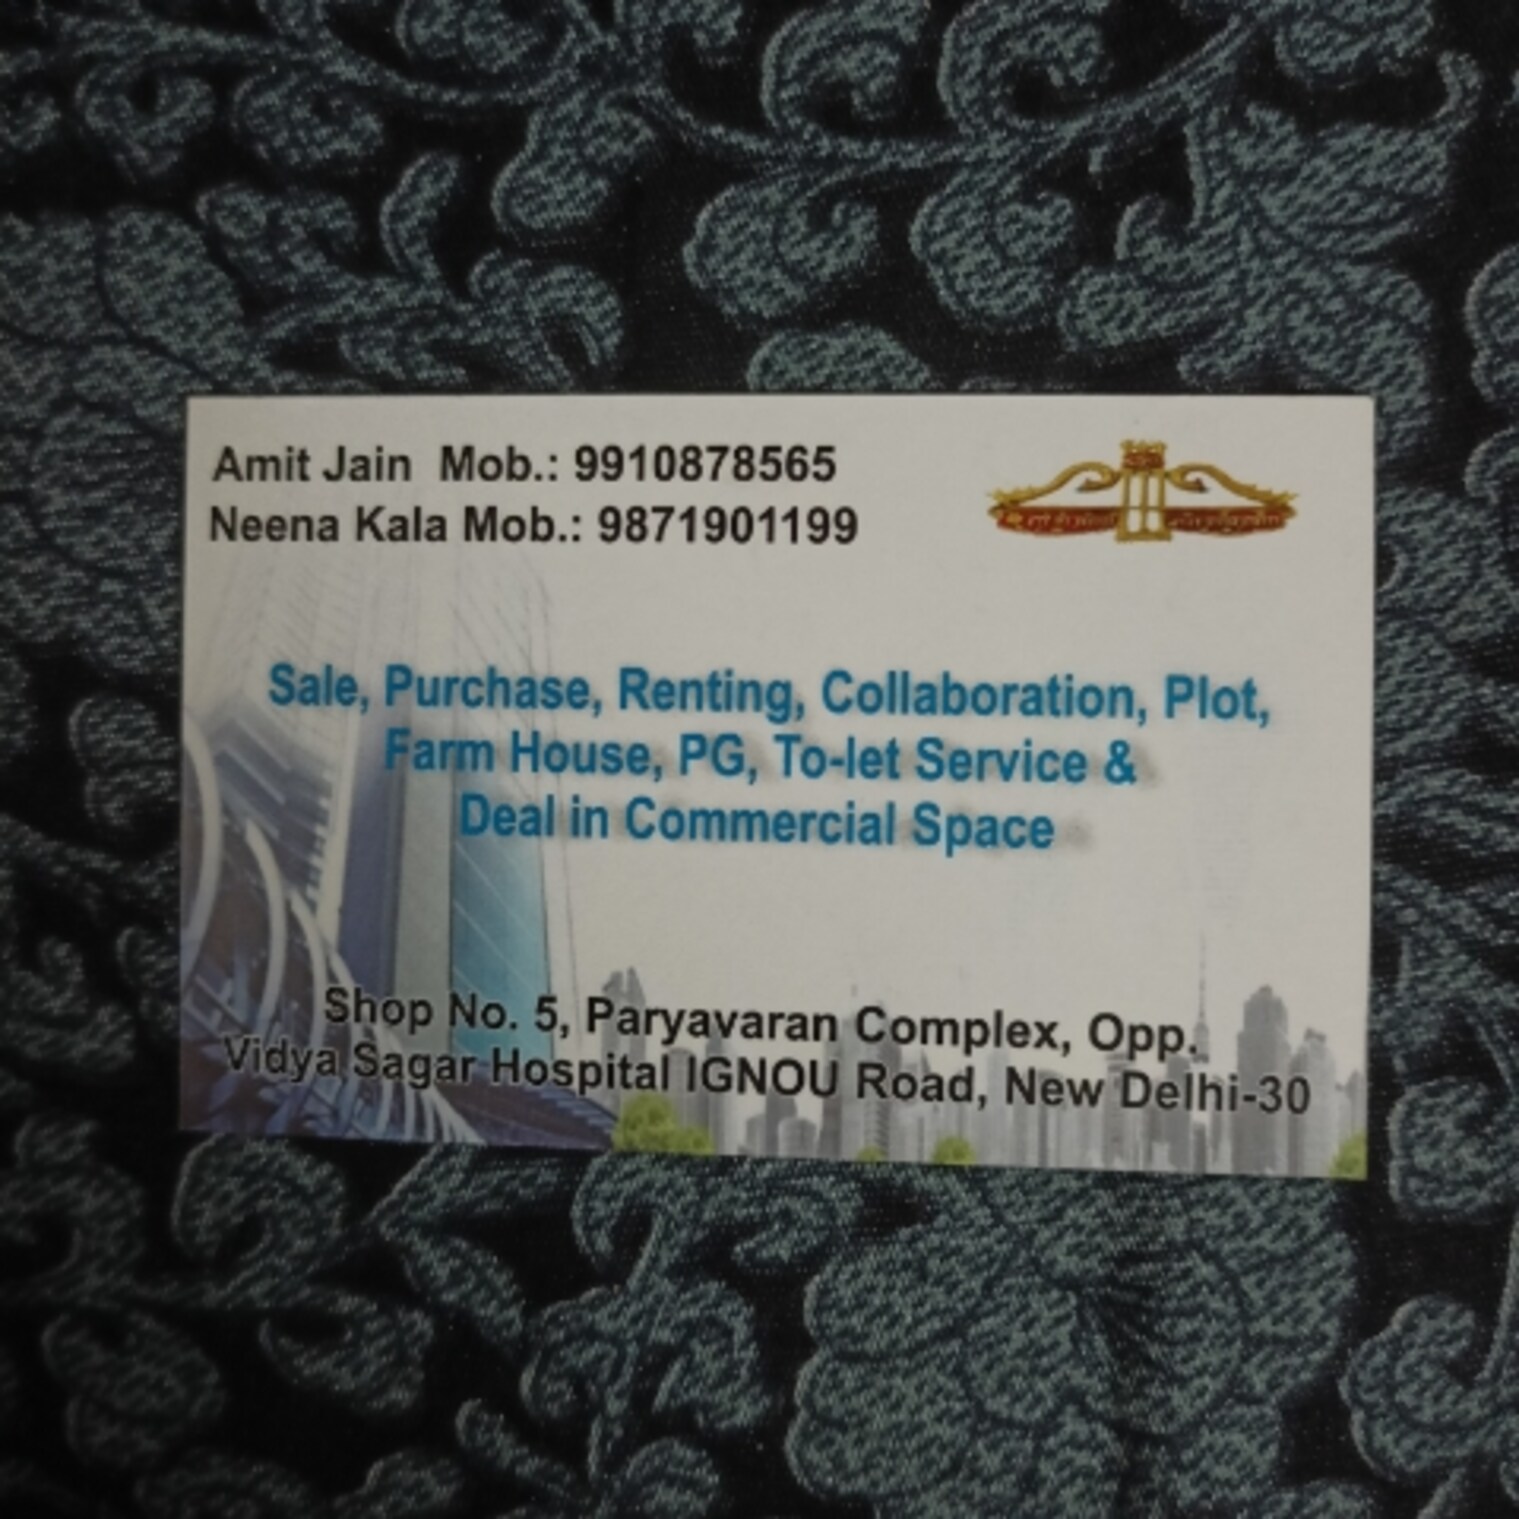 Amit Jain Mob.: 9910878565
Neena Kala Mob.: 9871901199
Sale, Purchase, Renting, Collaboration, Plot,
Farm House, PG, To-let Service &
Deal in Commercial Space
Shop No. 5, Paryavaran Complex, Opp.
Vidya Sagar Hospital IGNOU Road, New Delhi-30